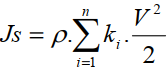 Js = ρ.∑_{i=1}^{n} k_i . V²/2